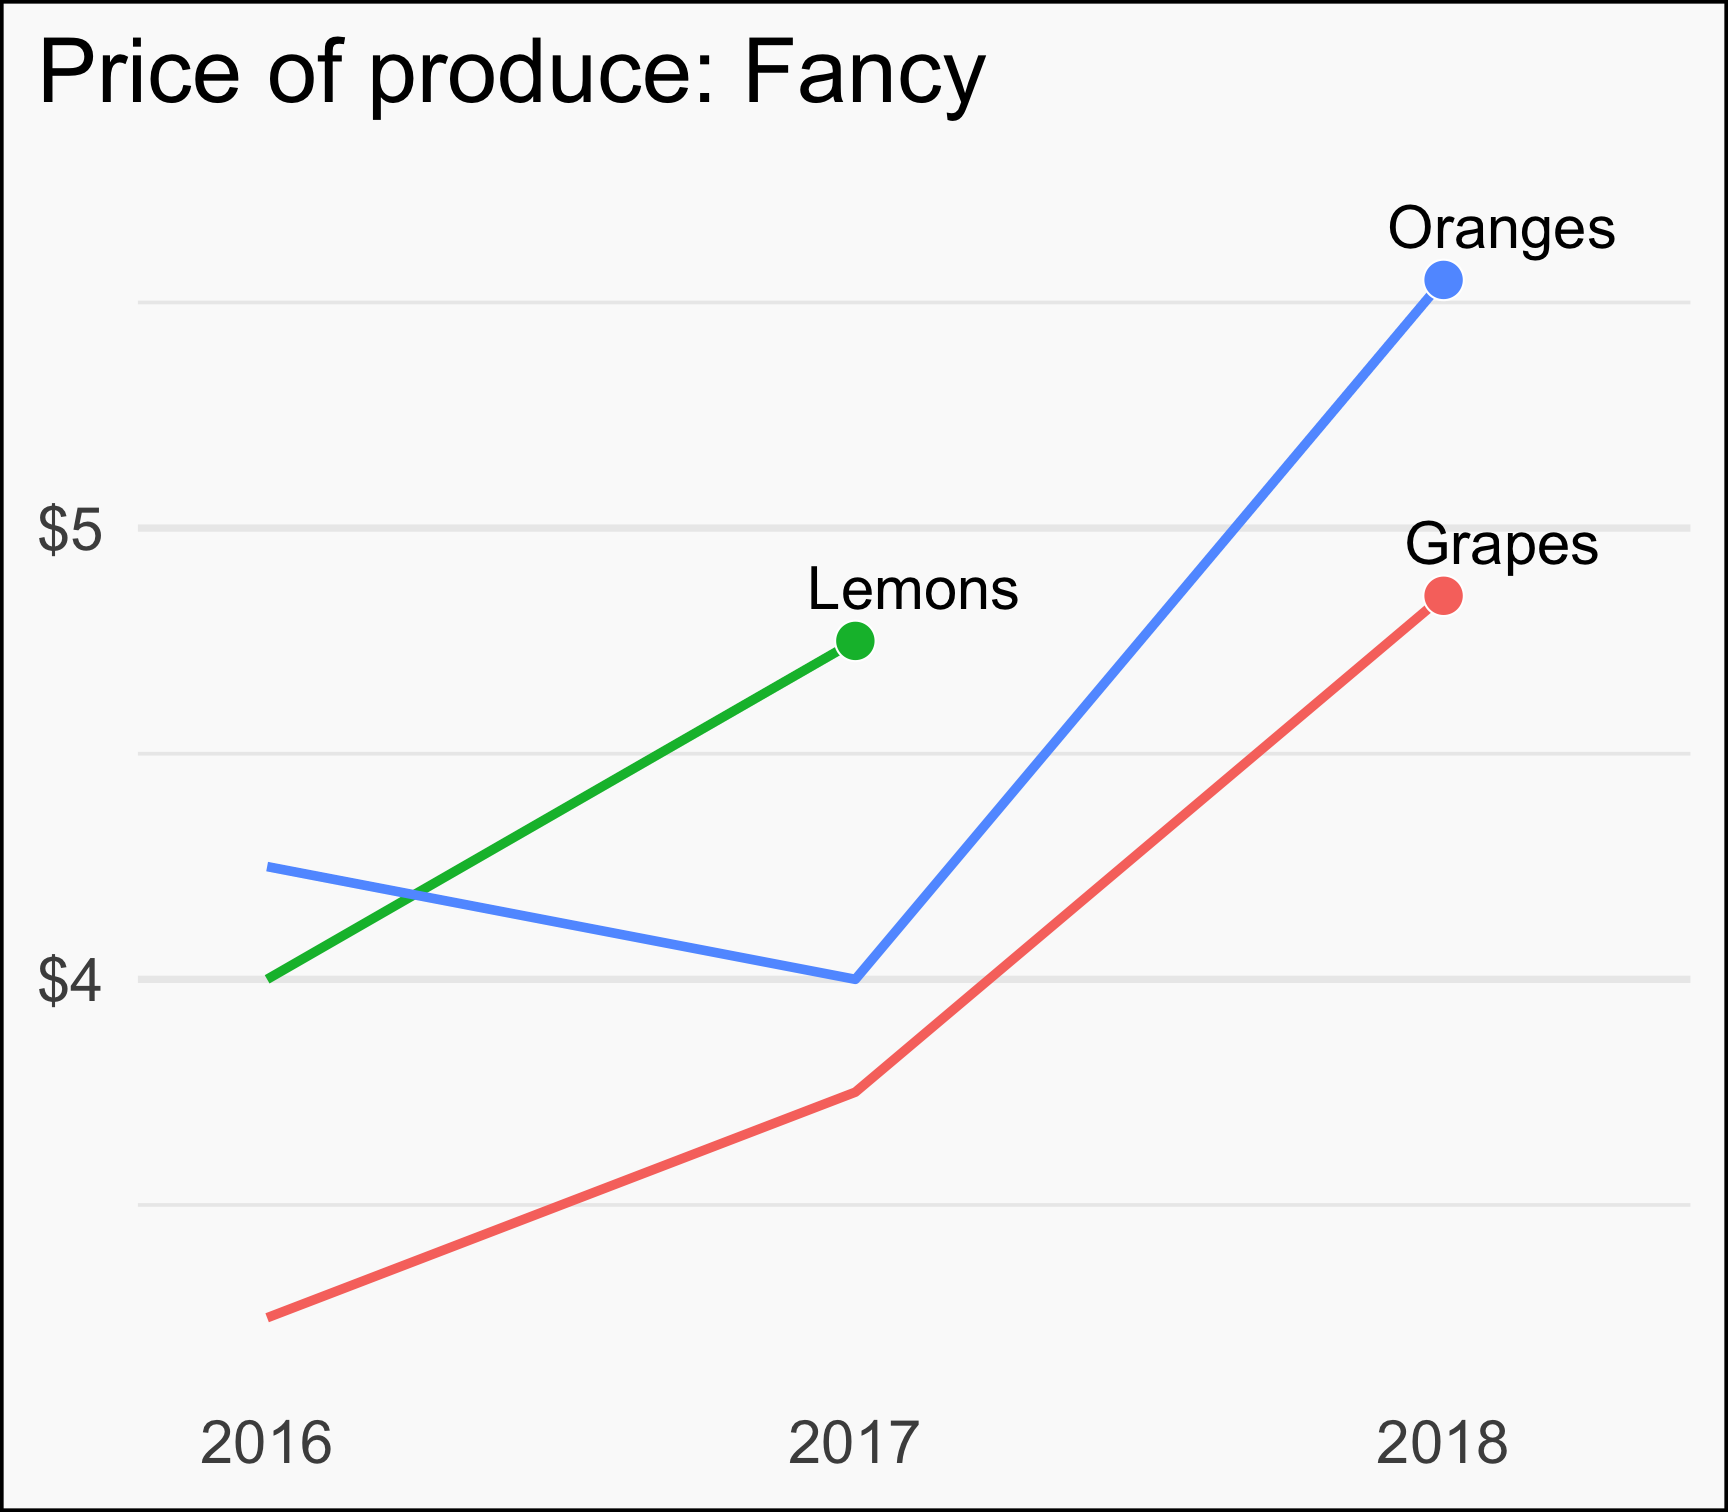 Price of produce: Fancy
Oranges
$5
Grapes
Lemons
$4
2016 2017 2018